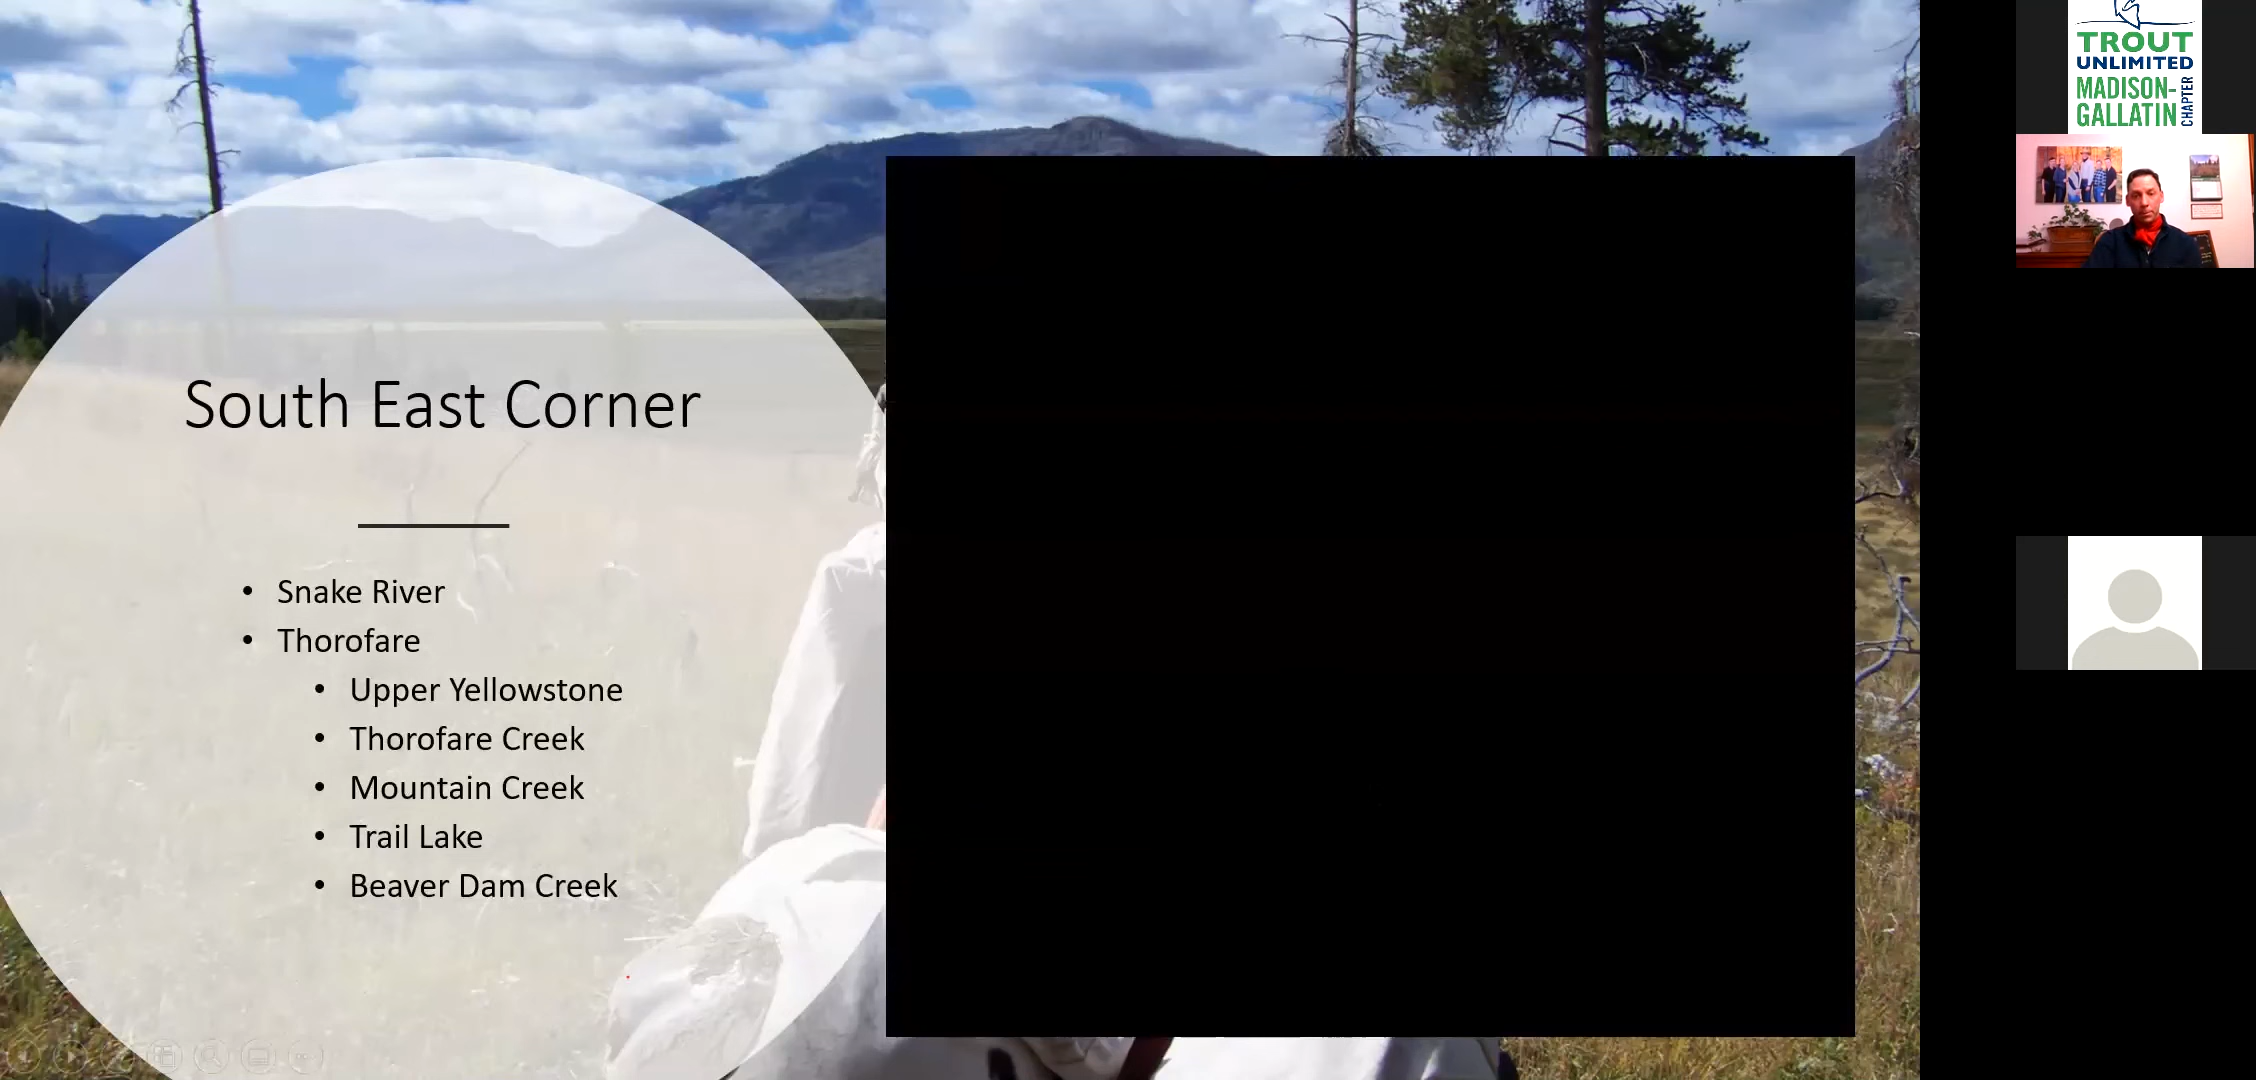 South East Corner
• Snake River
• Thorofare
• Upper Yellowstone
• Thorofare Creek
• Mountain Creek
• Trail Lake
• Beaver Dam Creek
TROUT
UNLIMITED
MADISON-
GALLATIN
CHAPTER